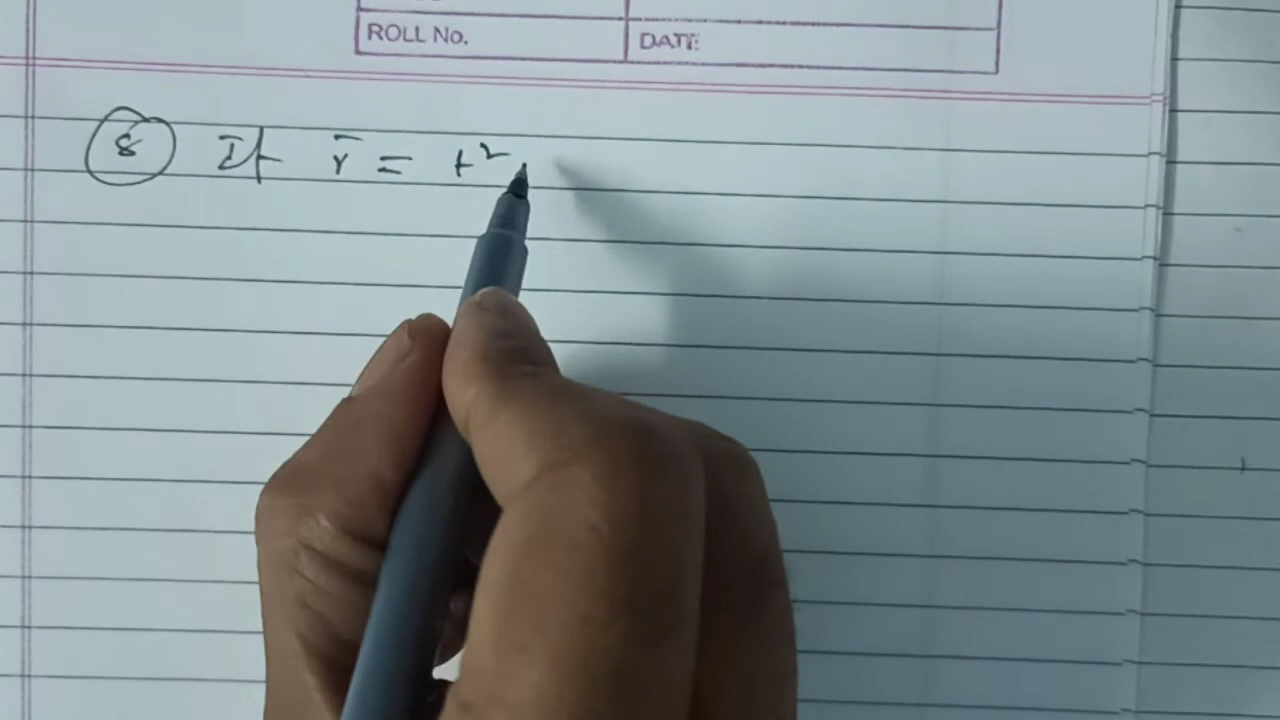 ROLL No. DATE:
8 If r̄ = t²